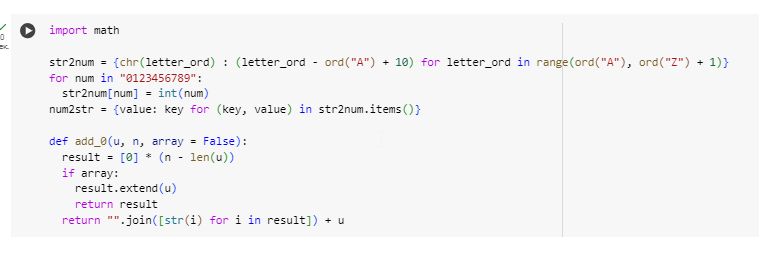 import math

str2num = {chr(letter_ord) : (letter_ord - ord("A") + 10) for letter_ord in range(ord("A"), ord("Z") + 1)}
for num in "0123456789":
  str2num[num] = int(num)
num2str = {value: key for (key, value) in str2num.items()}

def add_0(u, n, array = False):
  result = [0] * (n - len(u))
  if array:
    result.extend(u)
    return result
  return "".join([str(i) for i in result]) + u